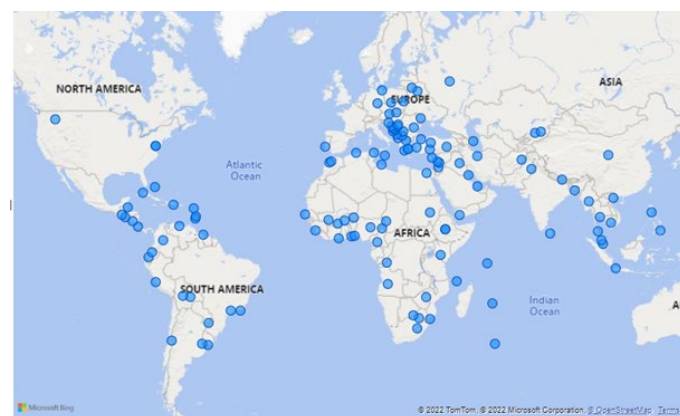 NORTH AMERICA
ASIA
EUROPE
Atlantic
Ocean
AFRICA
SOUTH AMERICA
Indian
Ocean
A
Microsoft Bing
© 2022 TomTom, © 2022 Microsoft Corporation, © OpenStreetMap Terms